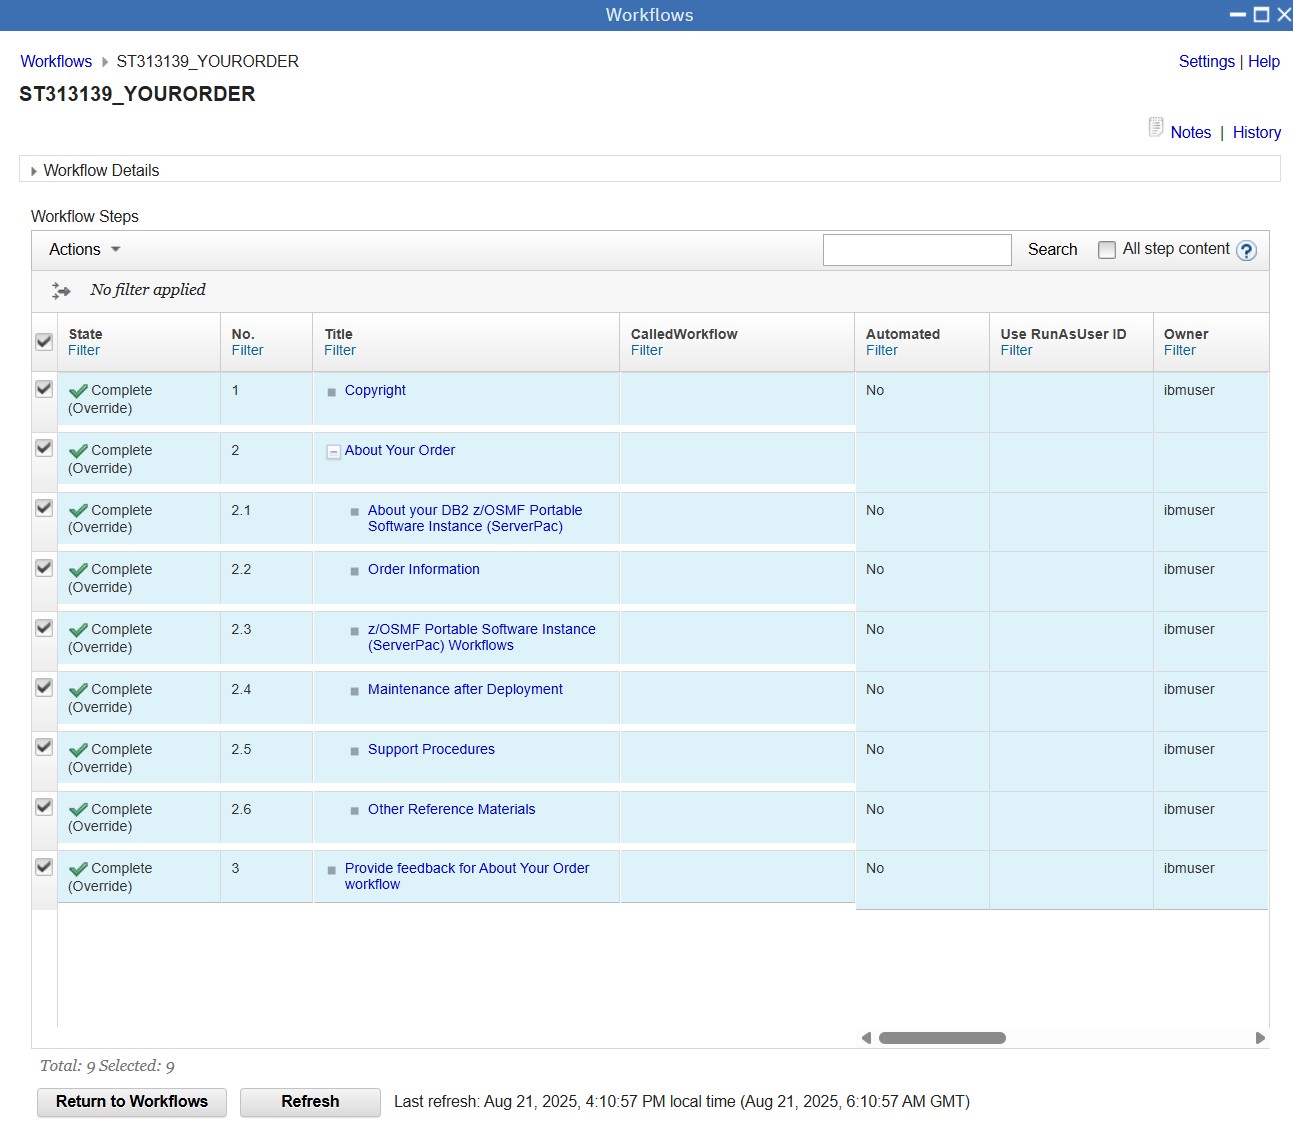 Workflows
Workflows ST313139_YOURORDER
Settings | Help
ST313139_YOURORDER
Notes | History
Workflow Details
Workflow Steps
Actions
Search
All step content
No filter applied
State No. Title CalledWorkflow Automated Use RunAsUser ID Owner
Filter Filter Filter Filter Filter Filter Filter
Complete 1 Copyright No ibmuser
(Override)
Complete 2 About Your Order
(Override)
Complete 2.1 About your DB2 z/OSMF Portable No ibmuser
(Override) Software Instance (ServerPac)
Complete 2.2 Order Information No ibmuser
(Override)
Complete 2.3 z/OSMF Portable Software Instance No ibmuser
(Override) (ServerPac) Workflows
Complete 2.4 Maintenance after Deployment No ibmuser
(Override)
Complete 2.5 Support Procedures No ibmuser
(Override)
Complete 2.6 Other Reference Materials No ibmuser
(Override)
Complete 3 Provide feedback for About Your Order No ibmuser
(Override) workflow
Total: 9 Selected: 9
Return to Workflows Refresh Last refresh: Aug 21, 2025, 4:10:57 PM local time (Aug 21, 2025, 6:10:57 AM GMT)